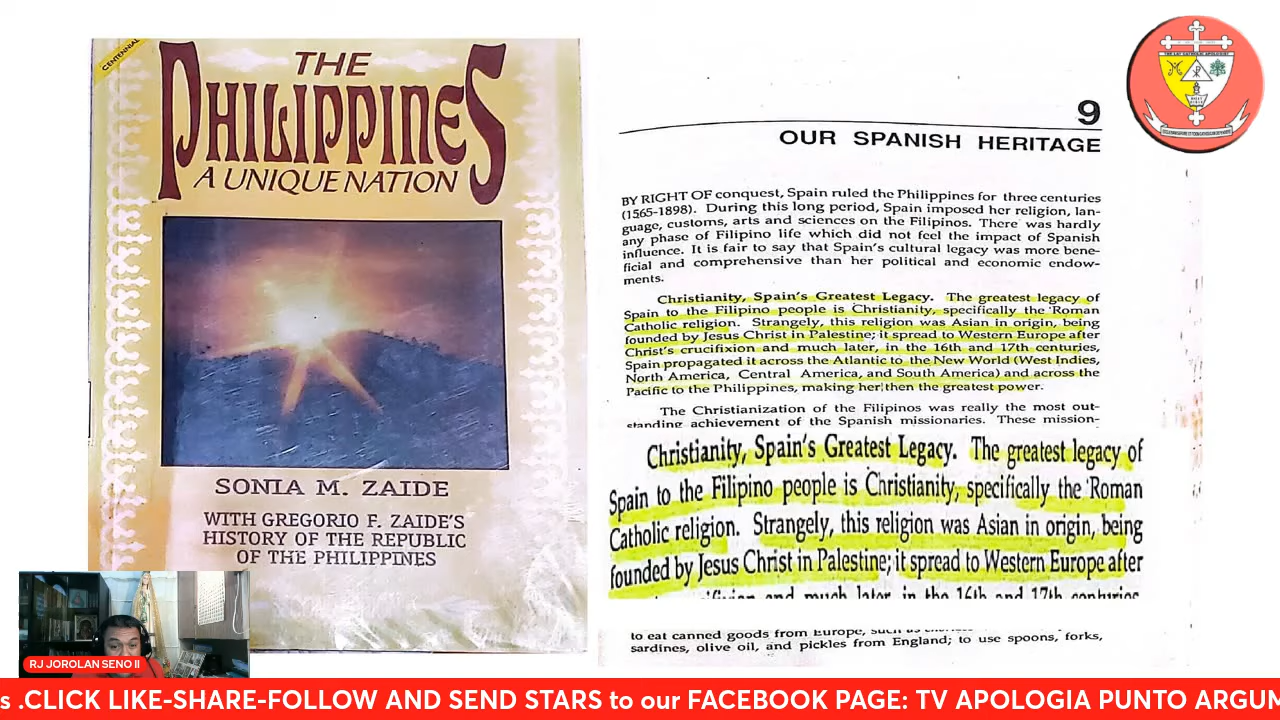 CENTENNIAL
THE
PHILIPPINES
A UNIQUE NATION
SONIA M. ZAIDE
WITH GREGORIO F. ZAIDE'S
HISTORY OF THE REPUBLIC
OF THE PHILIPPINES
9
OUR SPANISH HERITAGE
BY RIGHT OF conquest, Spain ruled the Philippines for three centuries
(1565-1898). During this long period, Spain imposed her religion, lan-
guage, customs, arts and sciences on the Filipinos. There was hardly
any phase of Filipino life which did not feel the impact of Spanish
influence. It is fair to say that Spain's cultural legacy was more bene-
ficial and comprehensive than her political and economic endow-
ments.
Christianity, Spain's Greatest Legacy. The greatest legacy of
Spain to the Filipino people is Christianity, specifically the Roman
Catholic religion. Strangely, this religion was Asian in origin, being
founded by Jesus Christ in Palestine; it spread to Western Europe after
Christ's crucifixion and much later, in the 16th and 17th centuries,
Spain propagated it across the Atlantic to the New World (West Indies,
North America, Central America, and South America) and across the
Pacific to the Philippines, making her then the greatest power.
The Christianization of the Filipinos was really the most out-
standing achievement of the Spanish missionaries. These mission-
Christianity, Spain's Greatest Legacy. The greatest legacy of
Spain to the Filipino people is Christianity, specifically the Roman
Catholic religion. Strangely, this religion was Asian in origin, being
founded by Jesus Christ in Palestine; it spread to Western Europe after
and much later, in the 16th and 17th centuries
to eat canned goods from Europe, such as
sardines, olive oil, and pickles from England; to use spoons, forks,
RJ JOROLAN SENO II
s .CLICK LIKE-SHARE-FOLLOW AND SEND STARS to our FACEBOOK PAGE: TV APOLOGIA PUNTO ARGUN